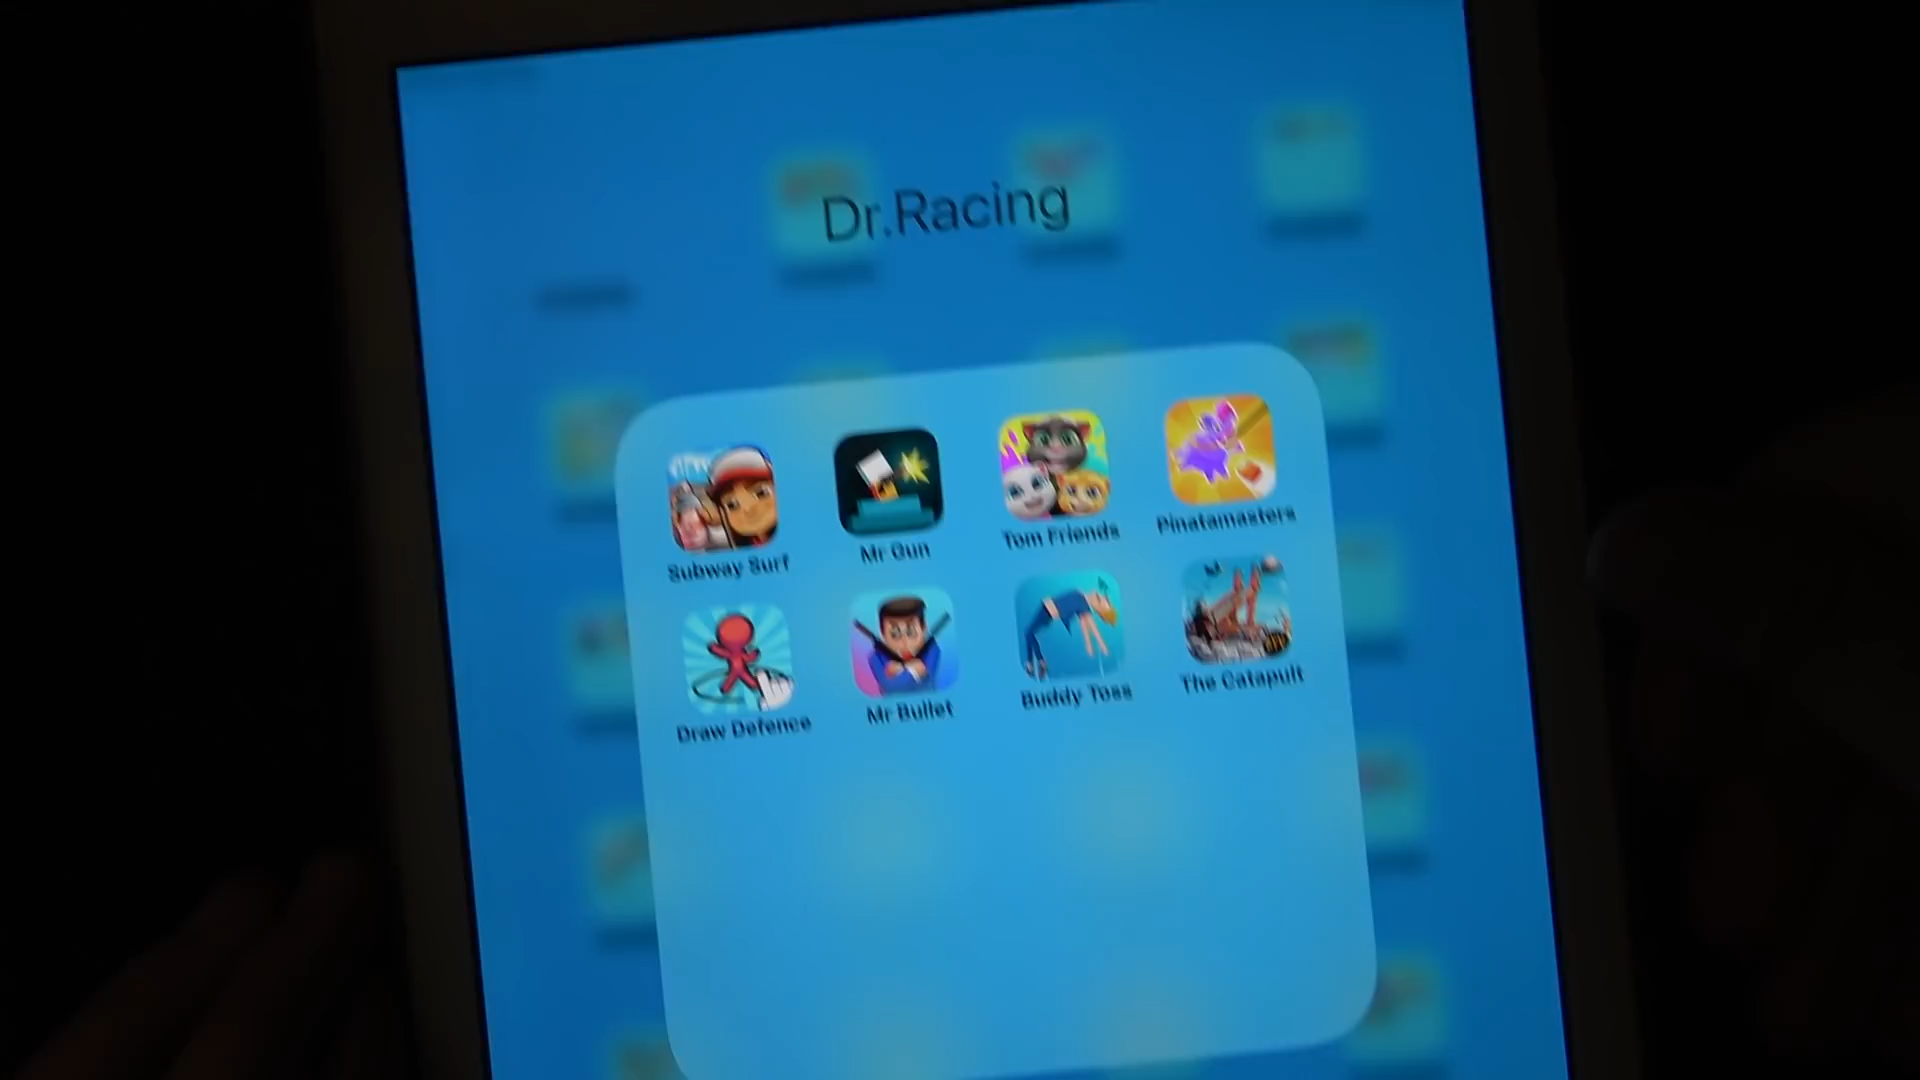 Dr.Racing
Subway Surf
Mr Gun
Tom Friends
Pinatamasters
Draw Defence
Mr Bullet
Buddy Toss
The Catapult